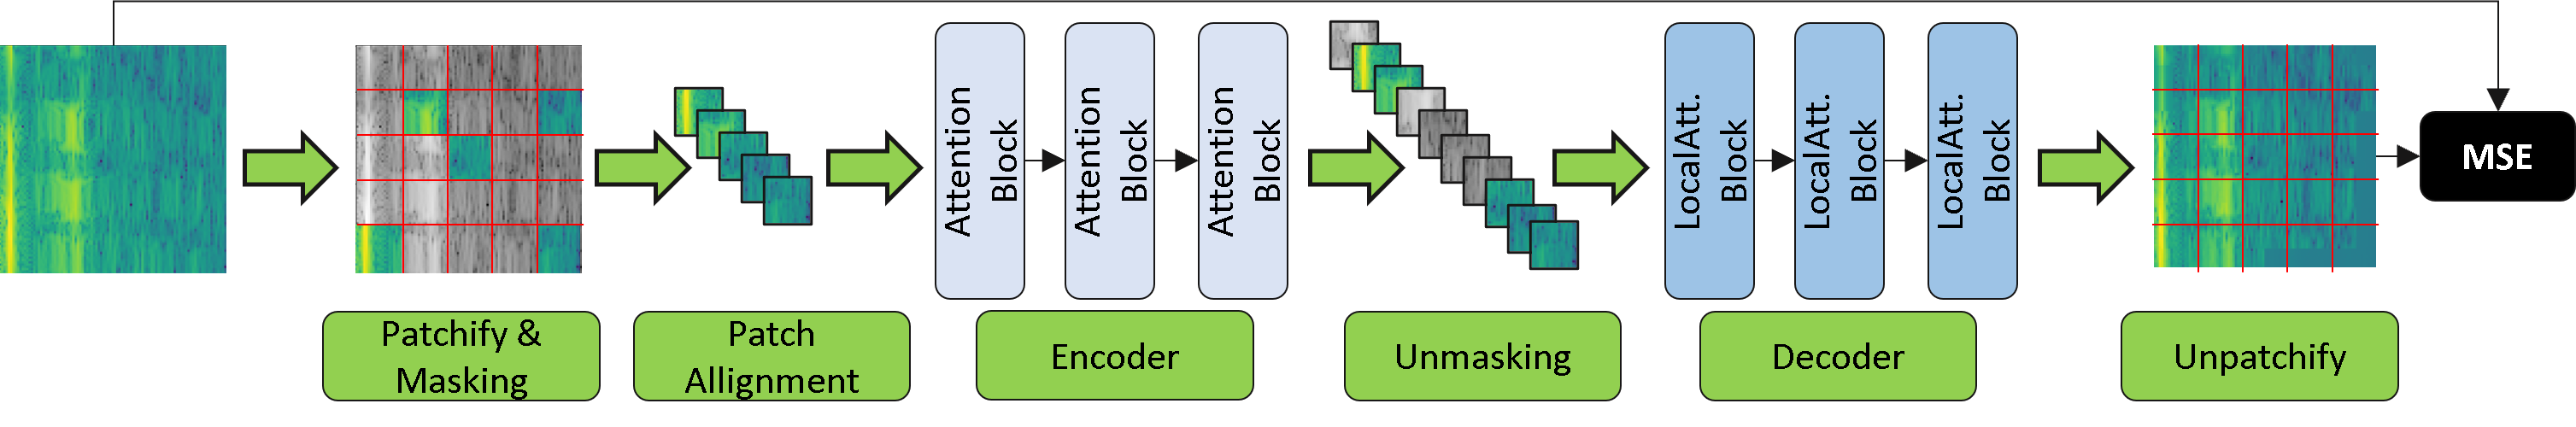 Attention
Block
Attention
Block
Attention
Block
LocalAtt.
Block
LocalAtt.
Block
LocalAtt.
Block
MSE
Patchify &
Masking
Patch
Allignment
Encoder
Unmasking
Decoder
Unpatchify